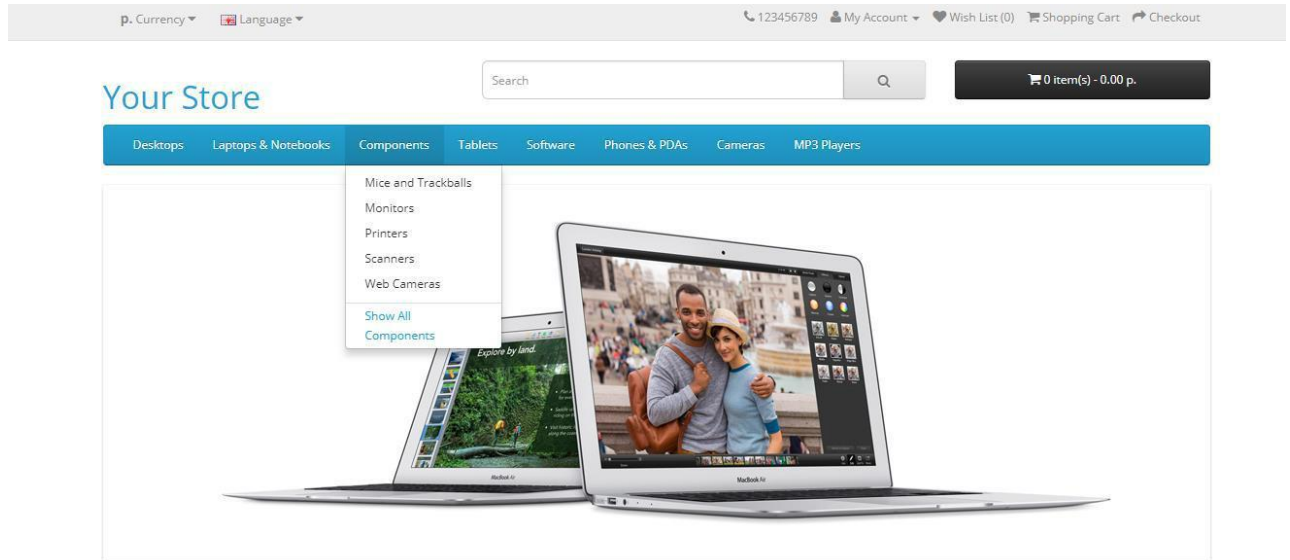 p. Currency Language 123456789 My Account Wish List (0) Shopping Cart Checkout
Your Store
Search
0 item(s) - 0.00 p.
Desktops Laptops & Notebooks Components Tablets Software Phones & PDAs Cameras MP3 Players
Mice and Trackballs
Monitors
Printers
Scanners
Web Cameras
Show All
Components
Explore by land.
MacBook Air
MacBook Air